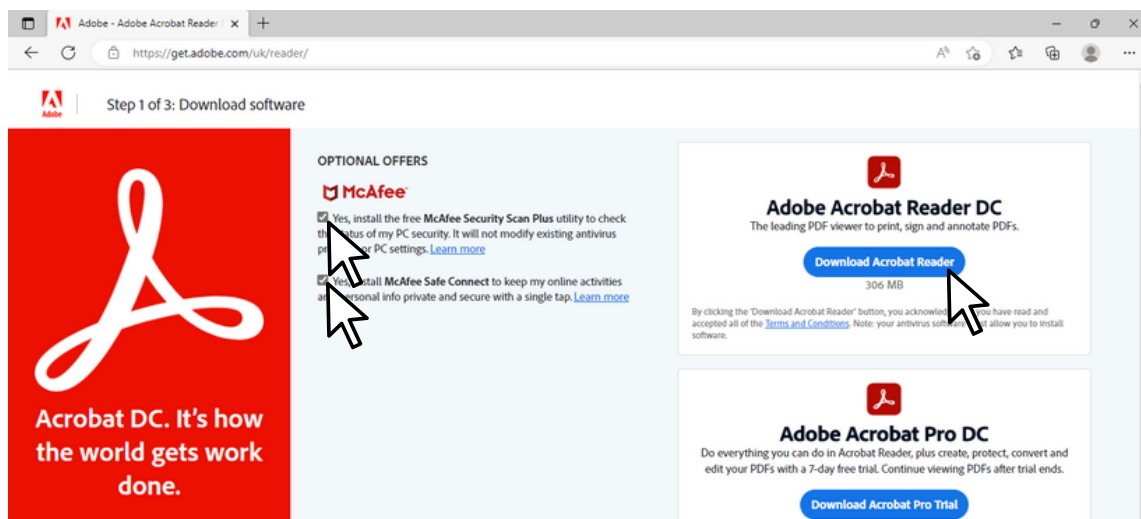 Adobe - Adobe Acrobat Reader
https://get.adobe.com/uk/reader/
Adobe
Step 1 of 3: Download software
Acrobat DC. It's how
the world gets work
done.
OPTIONAL OFFERS
McAfee
Yes, install the free McAfee Security Scan Plus utility to check
status of my PC security. It will not modify existing antivirus
or PC settings. Learn more
McAfee Safe Connect to keep my online activities
personal info private and secure with a single tap. Learn more
Adobe Acrobat Reader DC
The leading PDF viewer to print, sign and annotate PDFs.
Download Acrobat Reader
306 MB
By clicking the 'Download Acrobat Reader' button, you you have read and
accepted all of the Terms and Conditions. Note: your antivirus allow you to install
software.
Adobe Acrobat Pro DC
Do everything you can do in Acrobat Reader, plus create, protect, convert and
edit your PDFs with a 7-day free trial. Continue viewing PDFs after trial ends.
Download Acrobat Pro Trial